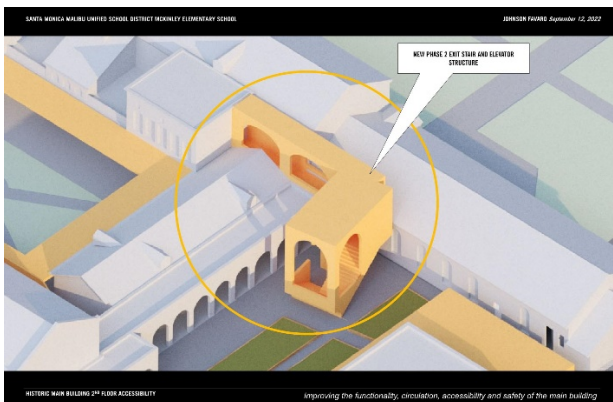 SANTA MONICA MALIBU UNIFIED SCHOOL DISTRICT MCKINLEY ELEMENTARY SCHOOL
JOHNSON FAVARO September 12, 2022
NEW PHASE 2 EXIT STAIR AND ELEVATOR
STRUCTURE
HISTORIC MAIN BUILDING 2ND FLOOR ACCESSIBILITY
improving the functionality, circulation, accessibility and safety of the main building